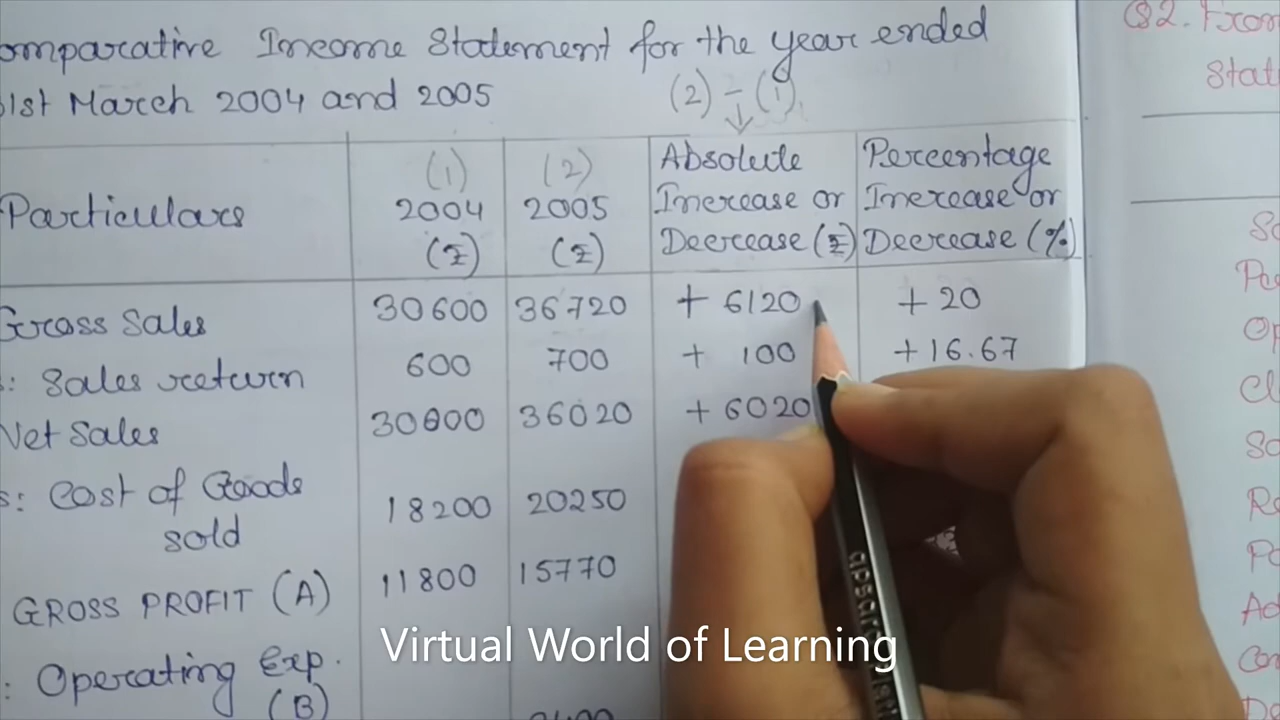 omparative Income Statement for the year ended
31st March 2004 and 2005 (2) - (1)
Particulars (1) 2004 (₹) (2) 2005 (₹) Absolute Increase or Decrease (₹) Percentage Increase or Decrease (%)
Gross Sales 30600 36720 + 6120 + 20
s: Sales return 600 700 + 100 + 16.67
Net Sales 30000 36020 + 6020
s: Cost of Goods sold 18200 20250
GROSS PROFIT (A) 11800 15770
: Operating Exp. (B)
Q2. From
Stat
Virtual World of Learning
apsara